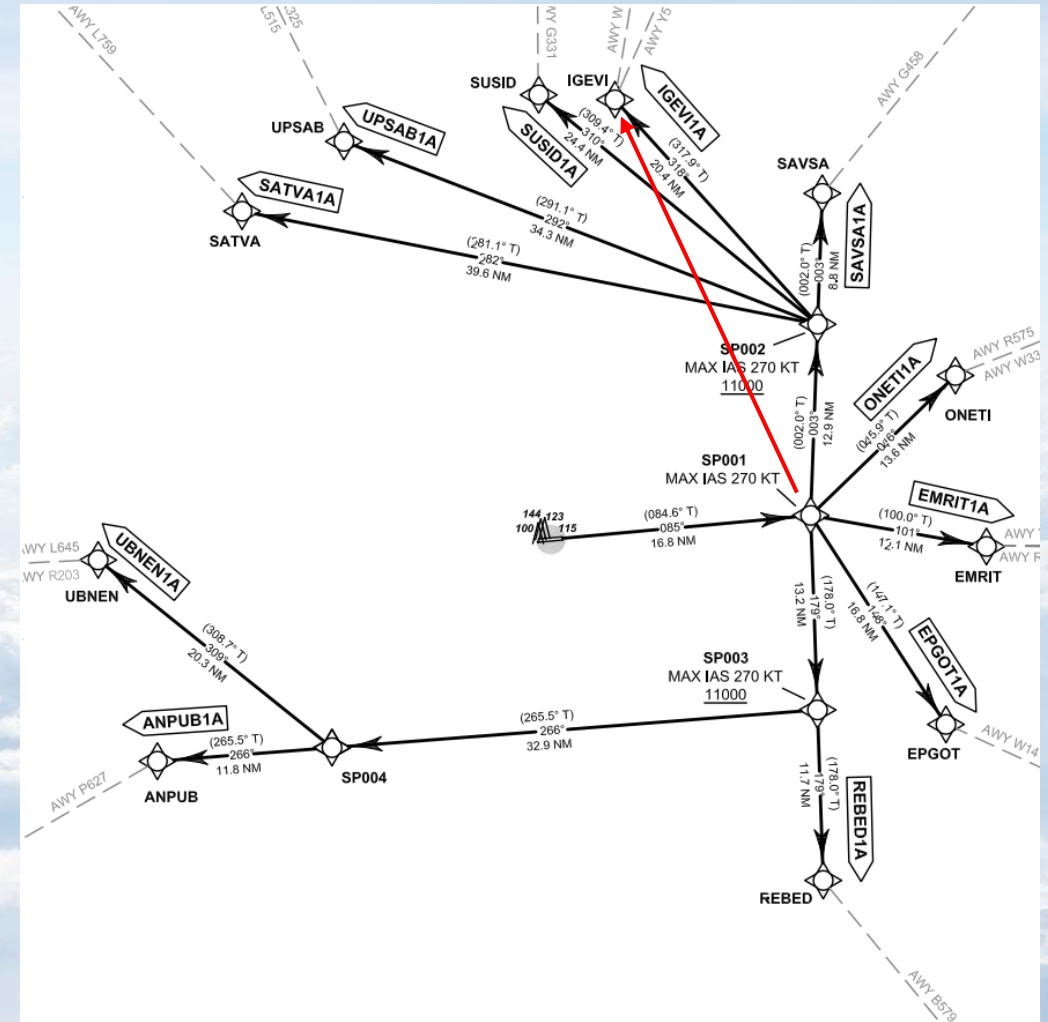 AWY L759
L515
L325
WY G331
AWY W
AWY Y5
AWY G458
SUSID
IGEVI
UPSAB
UPSAB1A
SUSID1A
IGEVI1A
(309.4° T)
310°
24.4 NM
(317.9° T)
318°
20.4 NM
SAVSA
SATVA1A
SATVA
(291.1° T)
292°
34.3 NM
(281.1° T)
282°
39.6 NM
(002.0° T)
003°
8.8 NM
SAVSA1A
SP002
MAX IAS 270 KT
11000
AWY R575
AWY W33
ONETI1A
ONETI
(002.0° T)
003°
12.9 NM
(045.9° T)
046°
13.6 NM
SP001
MAX IAS 270 KT
EMRIT1A
144
123
100
115
(084.6° T)
085°
16.8 NM
(100.0° T)
101°
12.1 NM
EMRIT
AWY R
WY L645
WY R203
UBNEN1A
UBNEN
(178.0° T)
179°
13.2 NM
(147.1° T)
148°
16.8 NM
(308.7° T)
309°
20.3 NM
SP003
MAX IAS 270 KT
11000
EPGOT1A
EPGOT
AWY W14
ANPUB1A
(265.5° T)
266°
11.8 NM
(265.5° T)
266°
32.9 NM
SP004
ANPUB
AWY P627
(178.0° T)
179°
11.7 NM
REBED1A
REBED
AWY B579